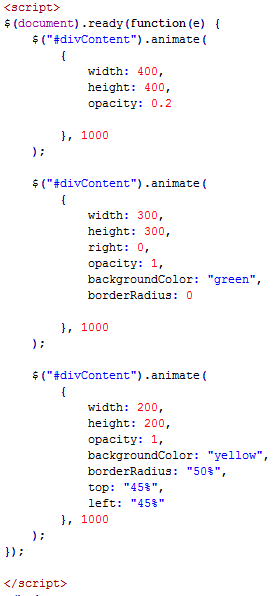 <script>
$(document).ready(function(e) {
    $("#divContent").animate(
        {
            width: 400,
            height: 400,
            opacity: 0.2

        }, 1000
    );

    $("#divContent").animate(
        {
            width: 300,
            height: 300,
            right: 0,
            opacity: 1,
            backgroundColor: "green",
            borderRadius: 0

        }, 1000
    );

    $("#divContent").animate(
        {
            width: 200,
            height: 200,
            opacity: 1,
            backgroundColor: "yellow",
            borderRadius: "50%",
            top: "45%",
            left: "45%"
        }, 1000
    );
});

</script>